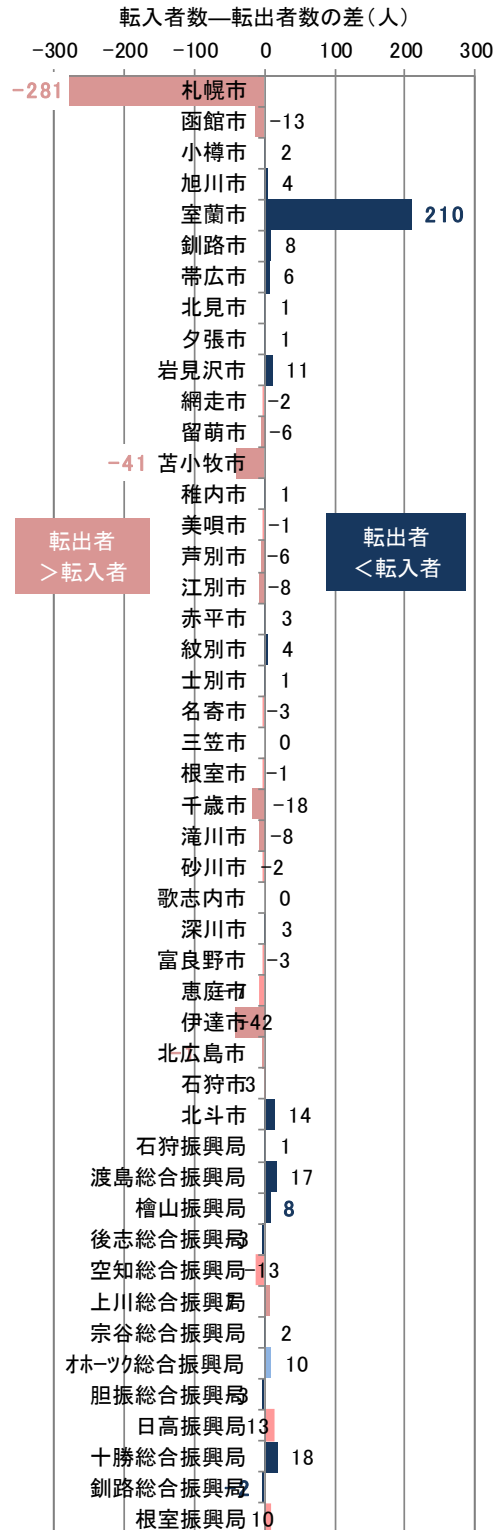 転入者数―転出者数の差(人)
-300 -200 -100 0 100 200 300
-281 札幌市
函館市 -13
小樽市 2
旭川市 4
室蘭市 210
釧路市 8
帯広市 6
北見市 1
夕張市 1
岩見沢市 11
網走市 -2
留萌市 -6
-41 苫小牧市
稚内市 1
美唄市 -1
芦別市 -6
江別市 -8
転出者
＞転入者
転出者
＜転入者
赤平市 3
紋別市 4
士別市 1
名寄市 -3
三笠市 0
根室市 -1
千歳市 -18
滝川市 -8
砂川市 -2
歌志内市 0
深川市 3
富良野市 -3
恵庭市 -7
伊達市 -42
北広島市
石狩市 3
北斗市 14
石狩振興局 1
渡島総合振興局 17
檜山振興局 8
後志総合振興局 -3
空知総合振興局 -13
上川総合振興局 7
宗谷総合振興局 2
オホーツク総合振興局 10
胆振総合振興局 -3
日高振興局 13
十勝総合振興局 18
釧路総合振興局 -2
根室振興局 10